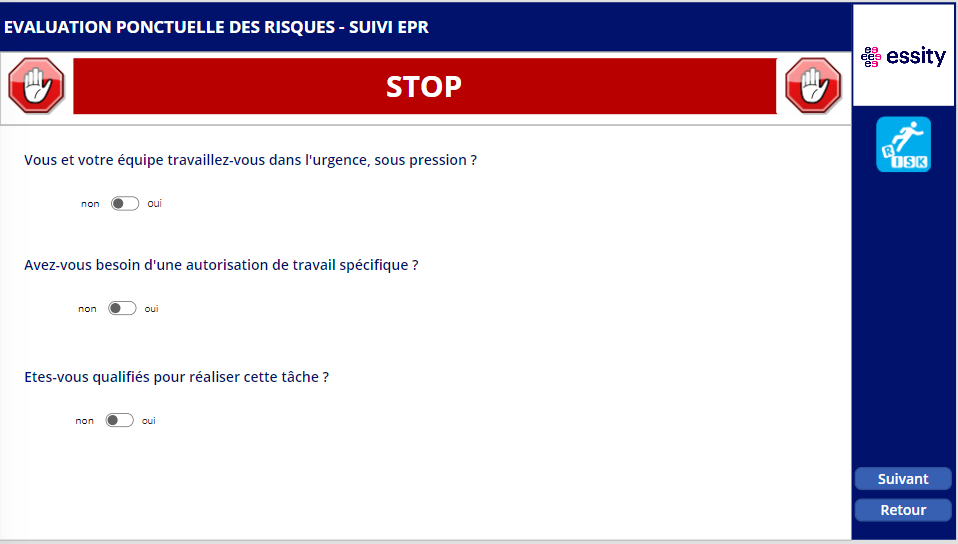 EVALUATION PONCTUELLE DES RISQUES - SUIVI EPR
essity
STOP
RISK
Vous et votre équipe travaillez-vous dans l'urgence, sous pression ?
non oui
Avez-vous besoin d'une autorisation de travail spécifique ?
non oui
Etes-vous qualifiés pour réaliser cette tâche ?
non oui
Suivant
Retour